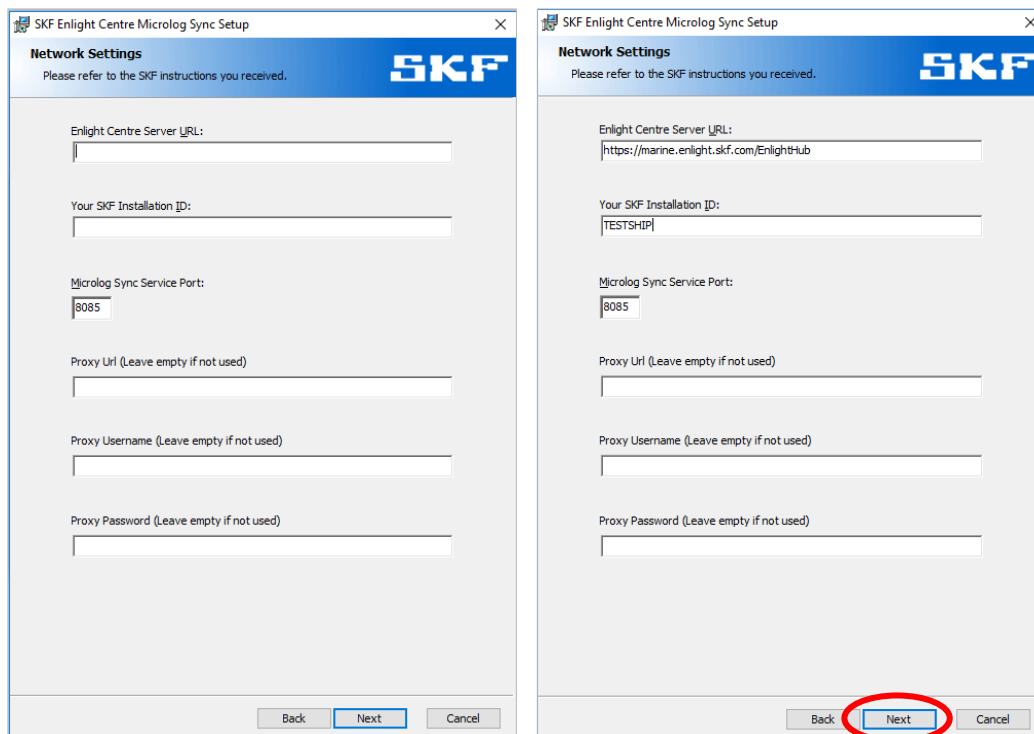 SKF Enlight Centre Microlog Sync Setup
Network Settings
Please refer to the SKF instructions you received.
SKF
Enlight Centre Server URL:
Your SKF Installation ID:
Microlog Sync Service Port:
8085
Proxy Url (Leave empty if not used)
Proxy Username (Leave empty if not used)
Proxy Password (Leave empty if not used)
Back Next Cancel
SKF Enlight Centre Microlog Sync Setup
Network Settings
Please refer to the SKF instructions you received.
SKF
Enlight Centre Server URL:
https://marine.enlight.skf.com/EnlightHub
Your SKF Installation ID:
TESTSHIP
Microlog Sync Service Port:
8085
Proxy Url (Leave empty if not used)
Proxy Username (Leave empty if not used)
Proxy Password (Leave empty if not used)
Back Next Cancel